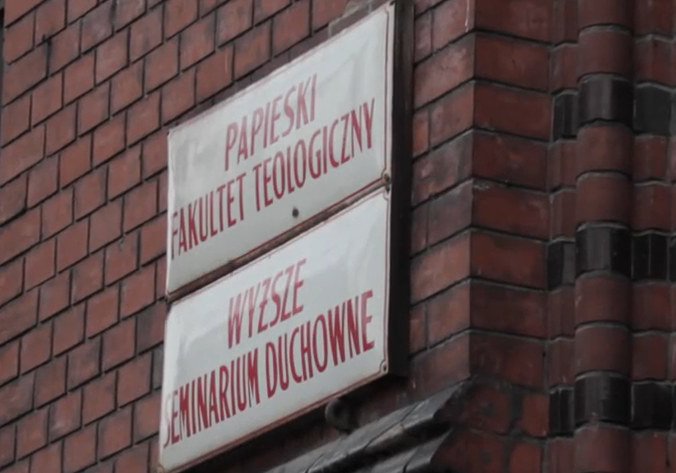 PAPIESKI
FAKULTET TEOLOGICZNY
WYŻSZE
SEMINARIUM DUCHOWNE